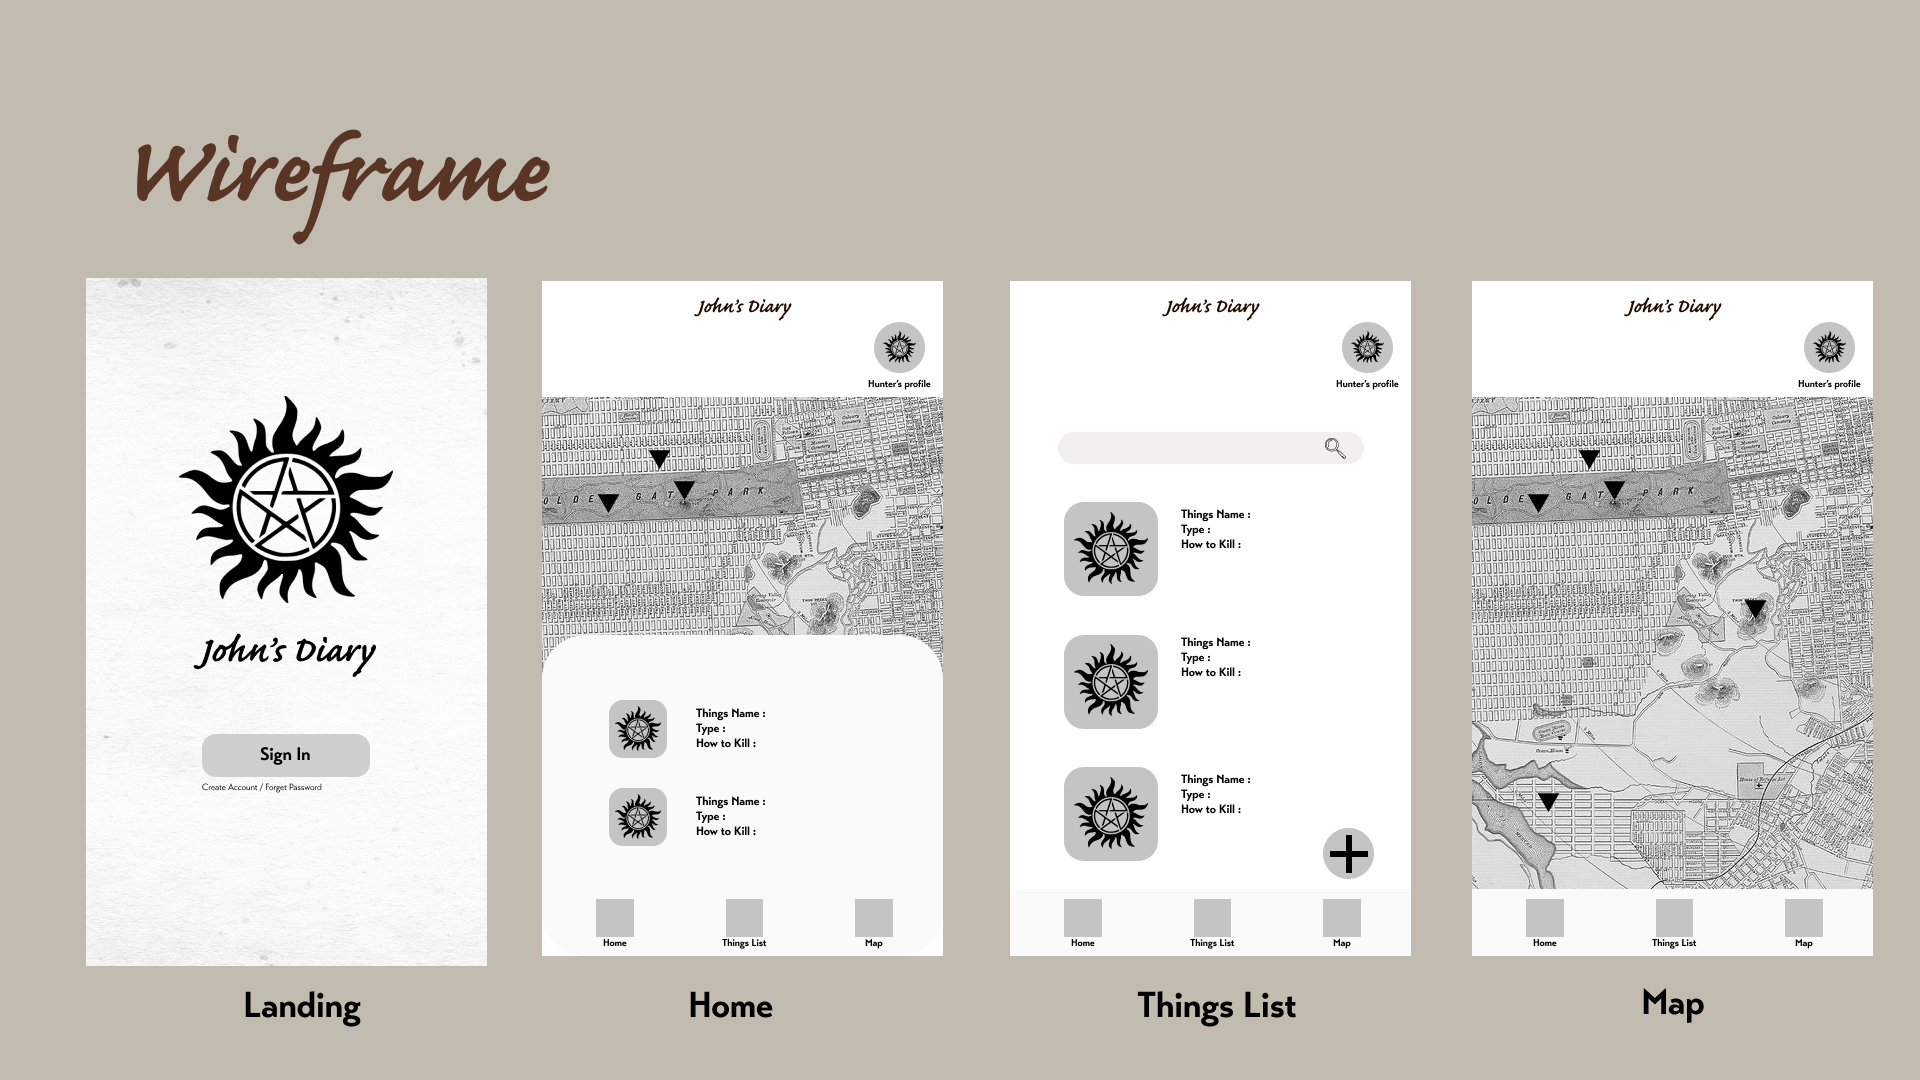 Wireframe
John's Diary
Sign In
Create Account / Forget Password
Landing
John's Diary
Hunter's profile
OLDE GAT PARK
Things Name :
Type :
How to Kill :
Things Name :
Type :
How to Kill :
Home
Things List
Map
Home
John's Diary
Hunter's profile
Things Name :
Type :
How to Kill :
Things Name :
Type :
How to Kill :
Things Name :
Type :
How to Kill :
Home
Things List
Map
Things List
John's Diary
Hunter's profile
OLDE GAT PARK
Home
Things List
Map
Map